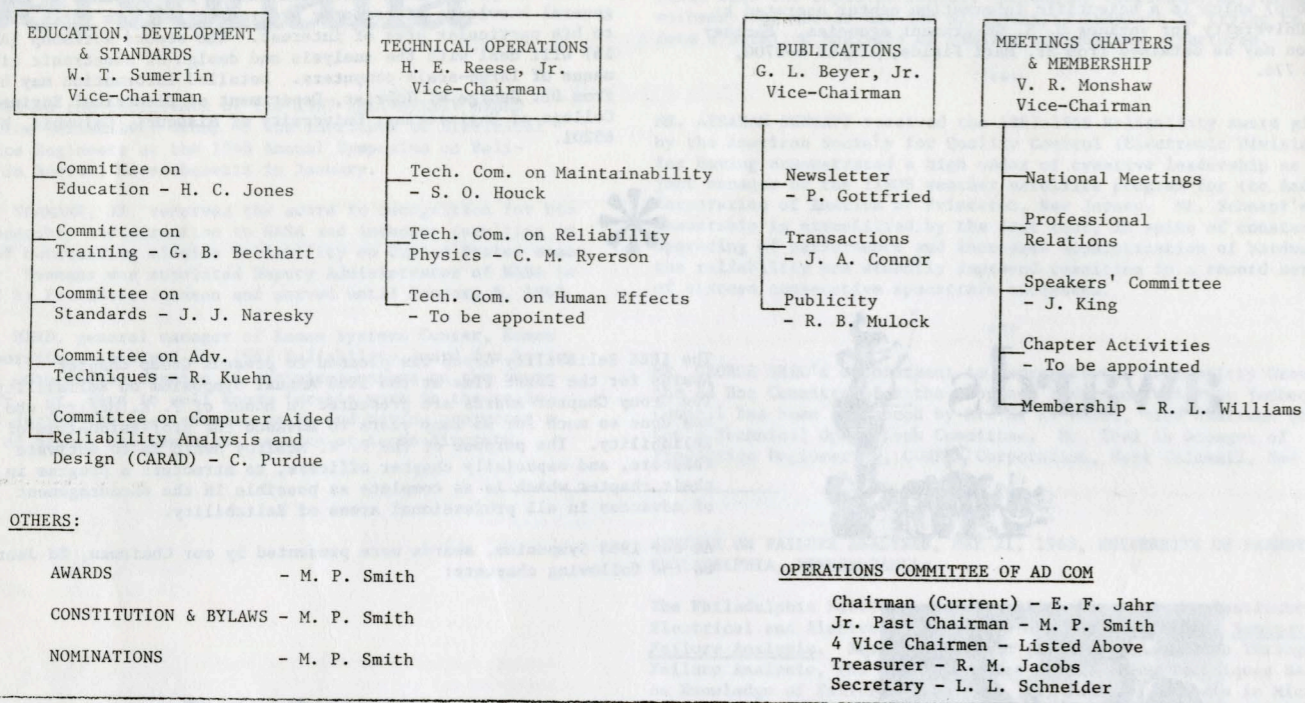 EDUCATION, DEVELOPMENT
& STANDARDS
W. T. Sumerlin
Vice-Chairman
Committee on
Education - H. C. Jones
Committee on
Training - G. B. Beckhart
Committee on
Standards - J. J. Naresky
Committee on Adv.
Techniques - R. Kuehn
Committee on Computer Aided
Reliability Analysis and
Design (CARAD) - C. G. Hodue
TECHNICAL OPERATIONS
Vice-Chairman
Tech. Com. on Maintainability
- S. O. Houck
Tech. Com. on Reliability
Physics - C. M. Ryerson
Tech. Com. on Human Effects
- To be appointed
PUBLICATIONS
G. L. Beyer, Jr.
Vice-Chairman
Newsletter
- L. Gottfried
Transactions
- J. A. Connor
Publicity
- R. B. Mulock
MEETINGS,CHAPTERS
& MEMBERSHIP
V. R. Monshaw
Vice-Chairman
National Meetings
Professional
Relations
Speakers' Committee
- J. King
Chapter Activities
- To be appointed
Membership - R. L. Williams
OTHERS:
AWARDS - M. P. Smith
CONSTITUTION & BYLAWS - M. P. Smith
NOMINATIONS - M. P. Smith
OPERATIONS COMMITTEE OF AD COM
Chairman (Current) - E. F. Jahr
Jr. Past Chairman - M. P. Smith
4 Vice Chairmen - Listed Above
Treasurer - R. M. Jacobs
Secretary - L. L. Schneider